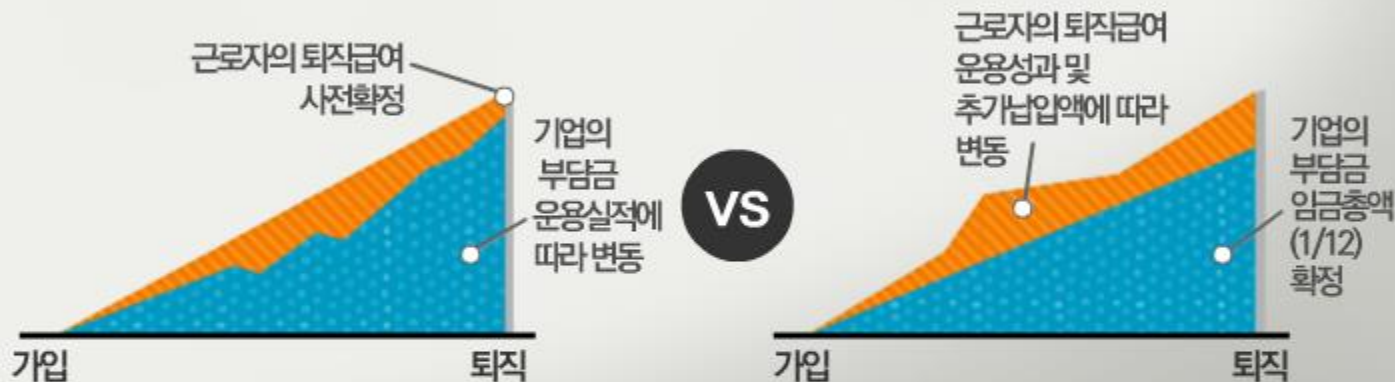 근로자의 퇴직급여
사전확정
기업의
부담금
운용실적에
따라 변동
가입
퇴직
VS
근로자의 퇴직급여
운용성과 및
추가납입액에 따라
변동
기업의
부담금
임금총액
(1/12)
확정
가입
퇴직